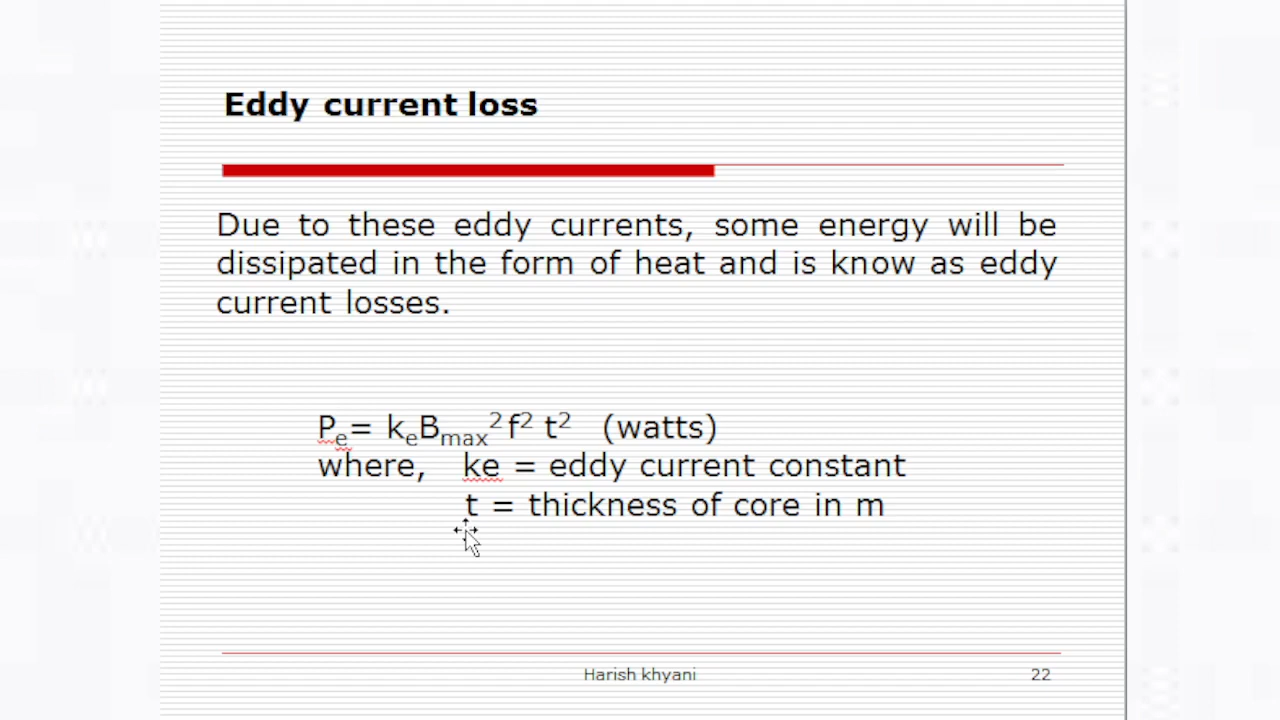 Eddy current loss
Due to these eddy currents, some energy will be
dissipated in the form of heat and is know as eddy
current losses.
Pₑ= kₑBmax² f² t² (watts)
where, ke = eddy current constant
t = thickness of core in m
Harish khyani 22